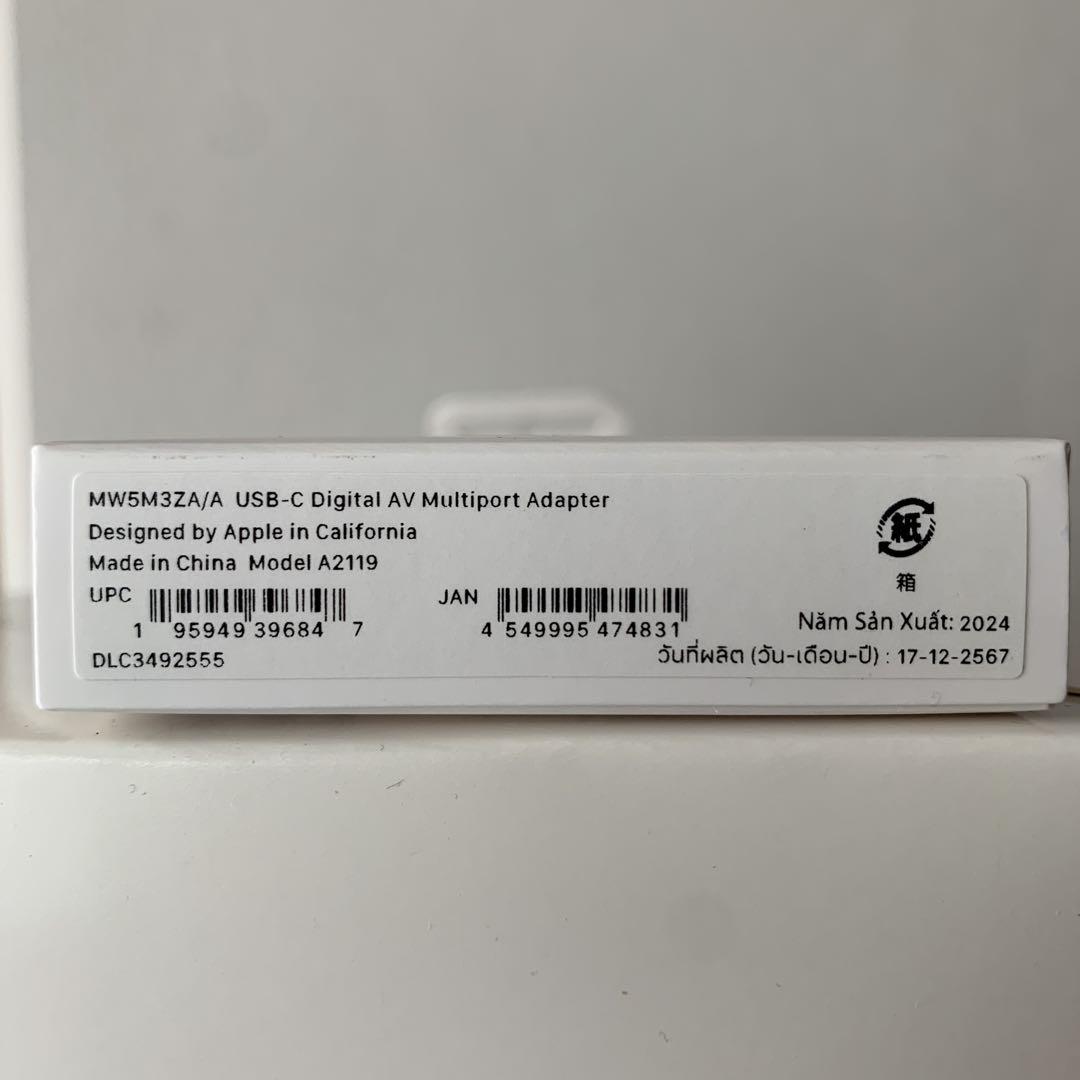 MW5M3ZA/A USB-C Digital AV Multiport Adapter
Designed by Apple in California
Made in China Model A2119
UPC
1 95949 39684 7
JAN
4 549995 474831
DLC3492555
紙
箱
Năm Sản Xuất: 2024
วันที่ผลิต (วัน-เดือน-ปี) : 17-12-2567